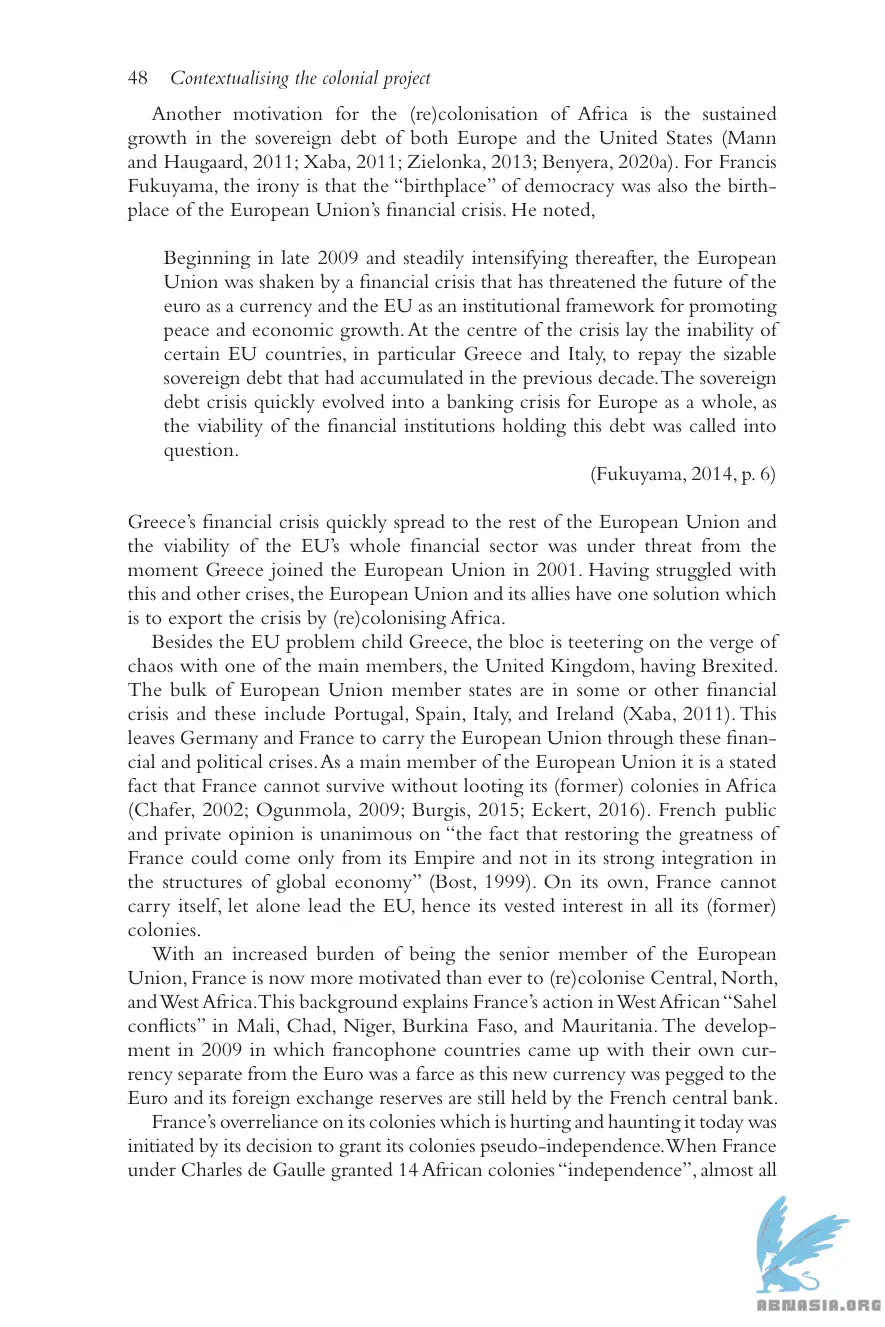 48 Contextualising the colonial project
Another motivation for the (re)colonisation of Africa is the sustained
growth in the sovereign debt of both Europe and the United States (Mann
and Haugaard, 2011; Xaba, 2011; Zielonka, 2013; Benyera, 2020a). For Francis
Fukuyama, the irony is that the “birthplace” of democracy was also the birth-
place of the European Union’s financial crisis. He noted,
Beginning in late 2009 and steadily intensifying thereafter, the European
Union was shaken by a financial crisis that has threatened the future of the
euro as a currency and the EU as an institutional framework for promoting
peace and economic growth. At the centre of the crisis lay the inability of
certain EU countries, in particular Greece and Italy, to repay the sizable
sovereign debt that had accumulated in the previous decade. The sovereign
debt crisis quickly evolved into a banking crisis for Europe as a whole, as
the viability of the financial institutions holding this debt was called into
question.
(Fukuyama, 2014, p. 6)
Greece’s financial crisis quickly spread to the rest of the European Union and
the viability of the EU’s whole financial sector was under threat from the
moment Greece joined the European Union in 2001. Having struggled with
this and other crises, the European Union and its allies have one solution which
is to export the crisis by (re)colonising Africa.
Besides the EU problem child Greece, the bloc is teetering on the verge of
chaos with one of the main members, the United Kingdom, having Brexited.
The bulk of European Union member states are in some or other financial
crisis and these include Portugal, Spain, Italy, and Ireland (Xaba, 2011). This
leaves Germany and France to carry the European Union through these finan-
cial and political crises. As a main member of the European Union it is a stated
fact that France cannot survive without looting its (former) colonies in Africa
(Chafer, 2002; Ogunmola, 2009; Burgis, 2015; Eckert, 2016). French public
and private opinion is unanimous on “the fact that restoring the greatness of
France could come only from its Empire and not in its strong integration in
the structures of global economy” (Bost, 1999). On its own, France cannot
carry itself, let alone lead the EU, hence its vested interest in all its (former)
colonies.
With an increased burden of being the senior member of the European
Union, France is now more motivated than ever to (re)colonise Central, North,
and West Africa. This background explains France’s action in West African “Sahel
conflicts” in Mali, Chad, Niger, Burkina Faso, and Mauritania. The develop-
ment in 2009 in which francophone countries came up with their own cur-
rency separate from the Euro was a farce as this new currency was pegged to the
Euro and its foreign exchange reserves are still held by the French central bank.
France’s overreliance on its colonies which is hurting and haunting it today was
initiated by its decision to grant its colonies pseudo-independence. When France
under Charles de Gaulle granted 14 African colonies “independence”, almost all
ABNASIA.ORG